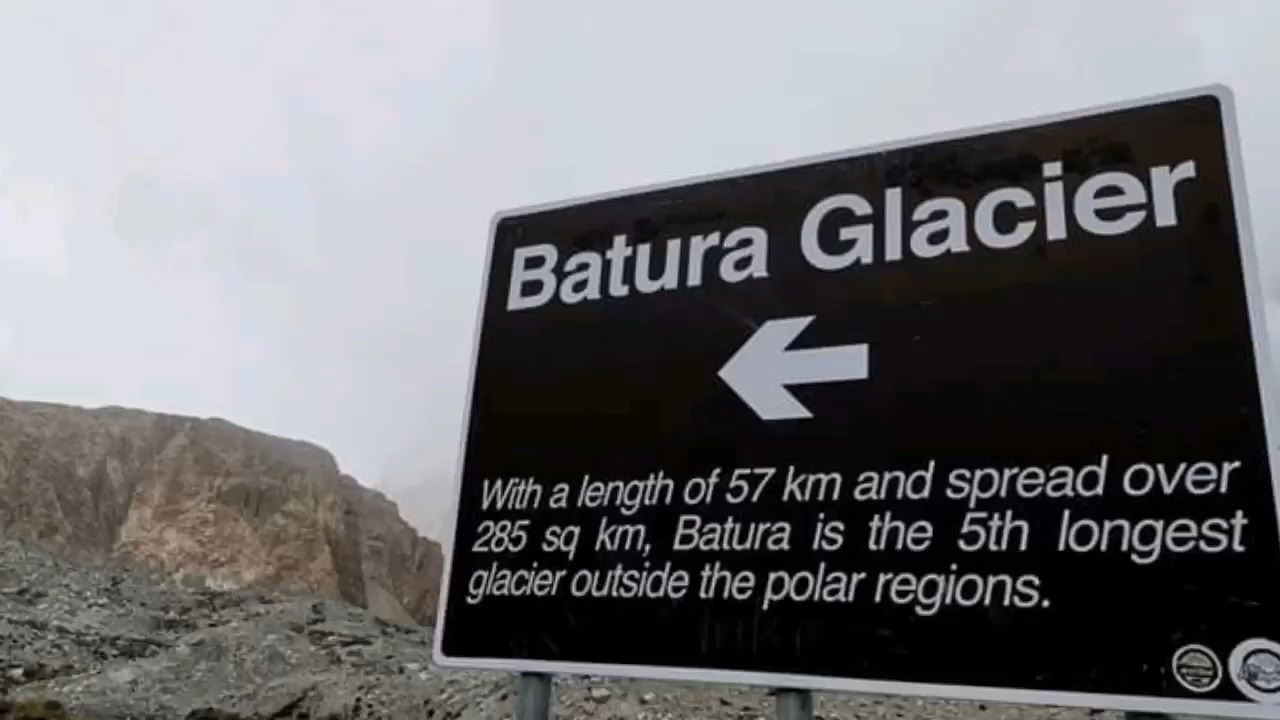 Batura Glacier
With a length of 57 km and spread over
285 sq km, Batura is the 5th longest
glacier outside the polar regions.